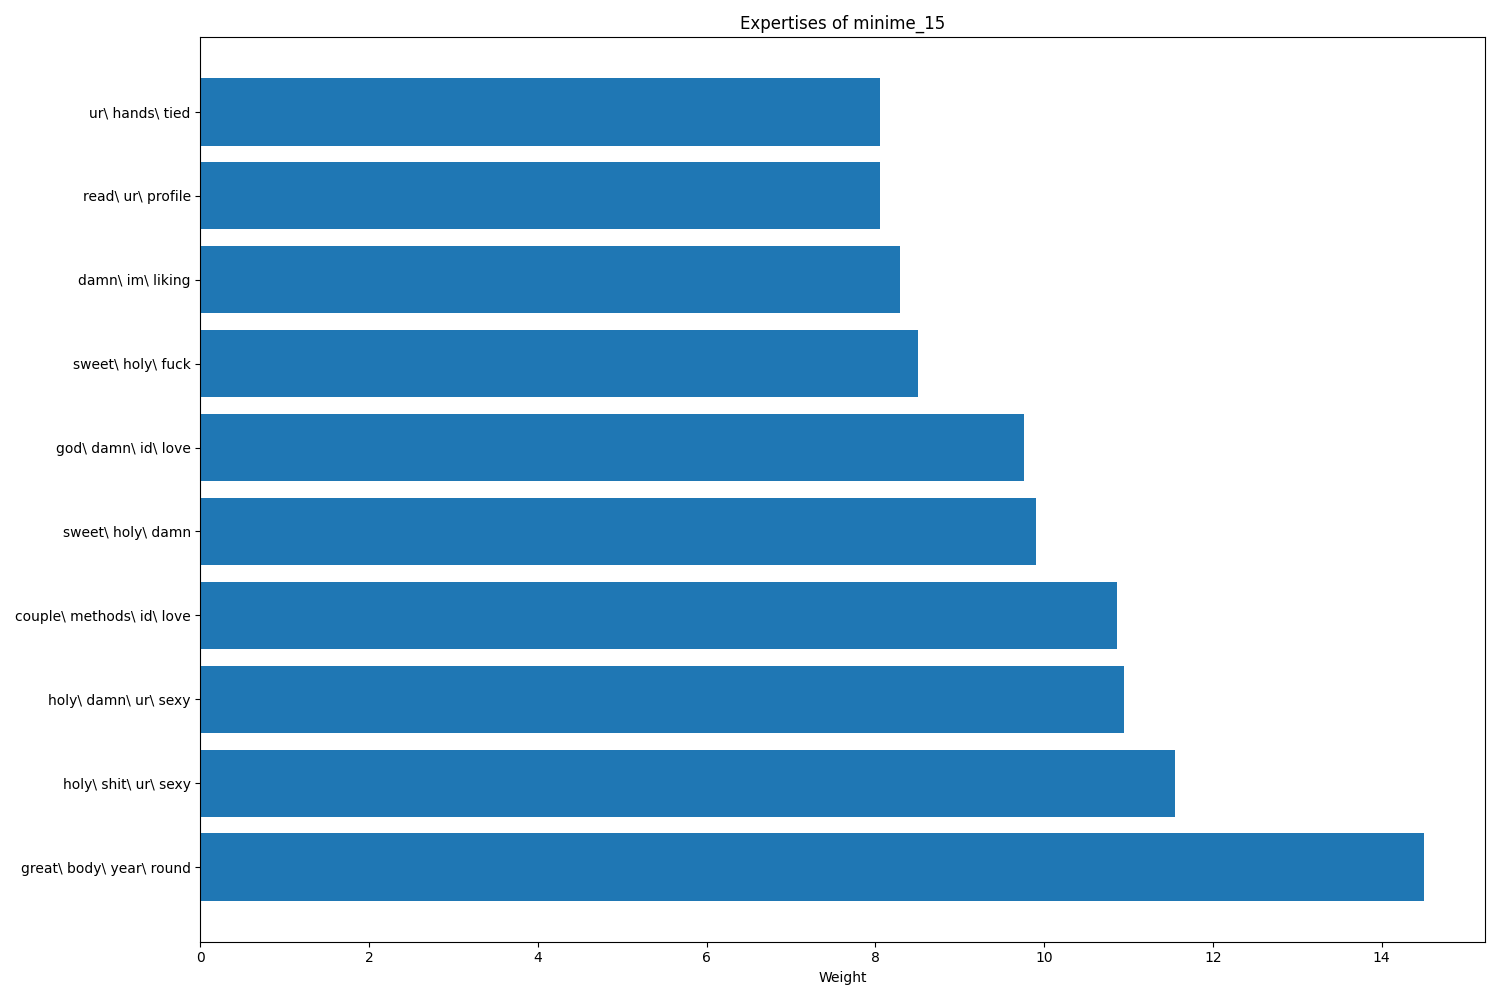 Expertises of minime_15
ur\ hands\ tied
read\ ur\ profile
damn\ im\ liking
sweet\ holy\ fuck
god\ damn\ id\ love
sweet\ holy\ damn
couple\ methods\ id\ love
holy\ damn\ ur\ sexy
holy\ shit\ ur\ sexy
great\ body\ year\ round
0 2 4 6 8 10 12 14
Weight